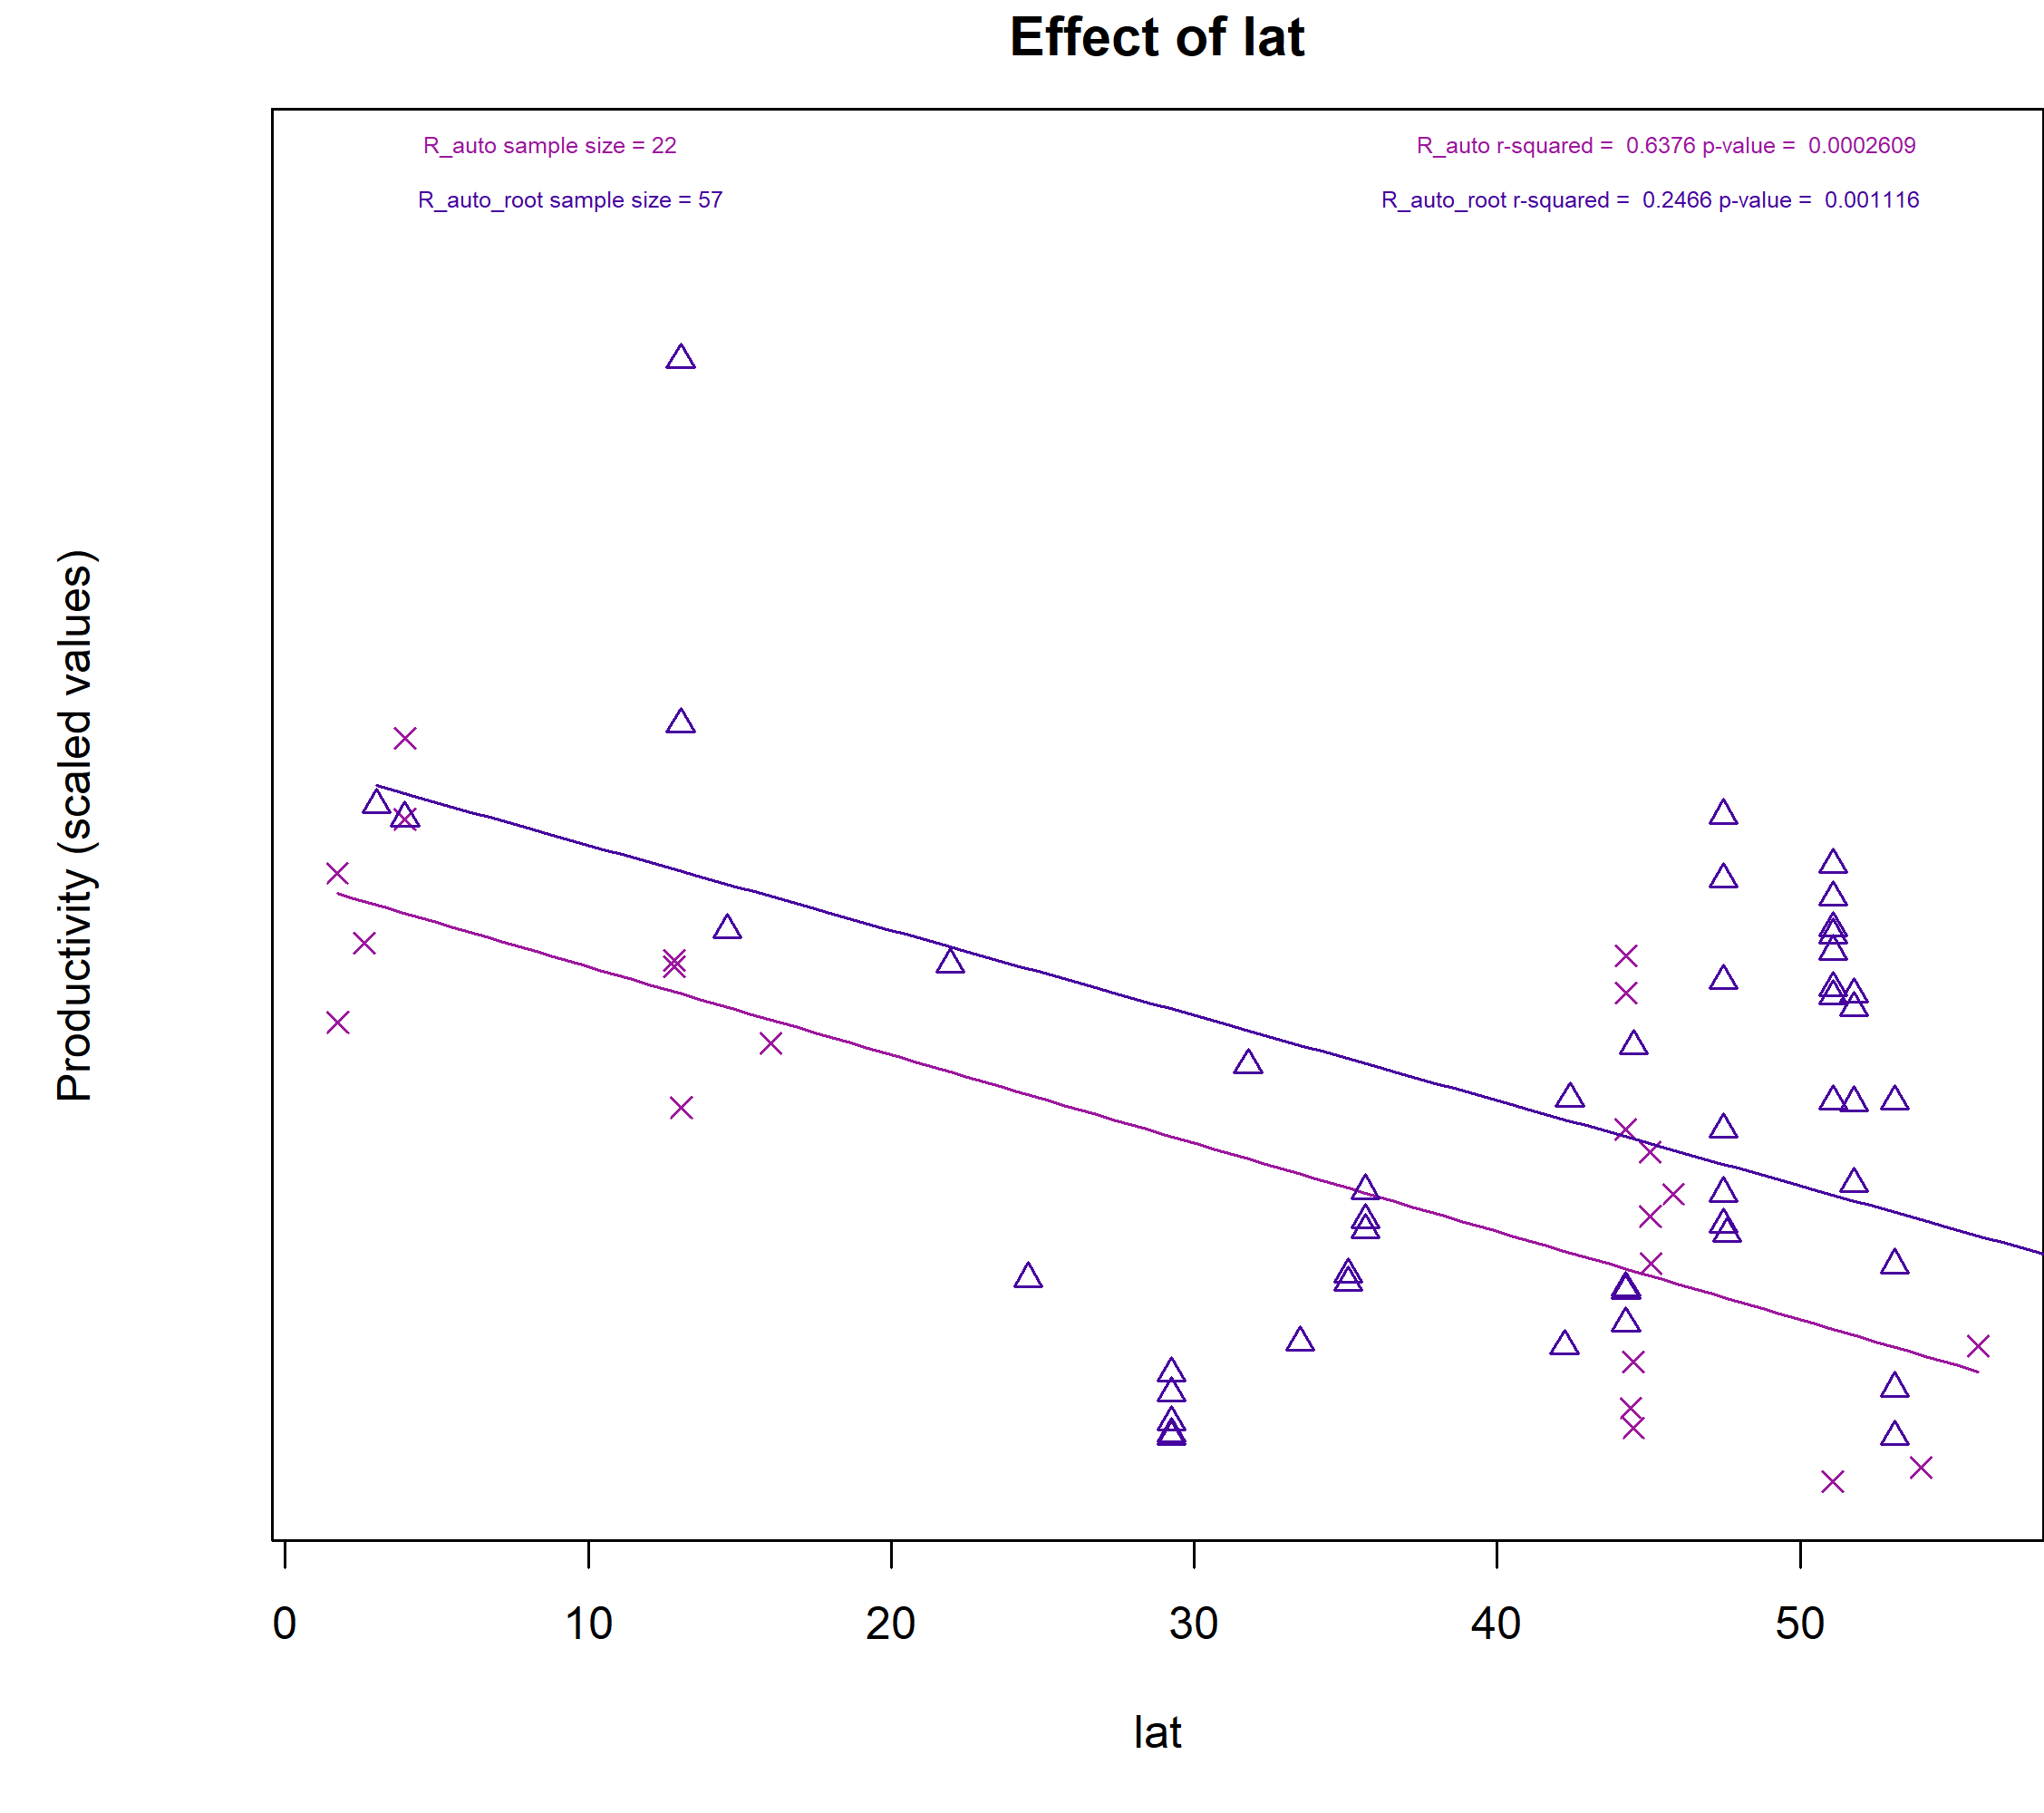 Effect of lat
R_auto sample size = 22
R_auto r-squared =  0.6376 p-value =  0.0002609
R_auto_root sample size = 57
R_auto_root r-squared =  0.2466 p-value =  0.001116
Productivity (scaled values)
0 10 20 30 40 50
lat